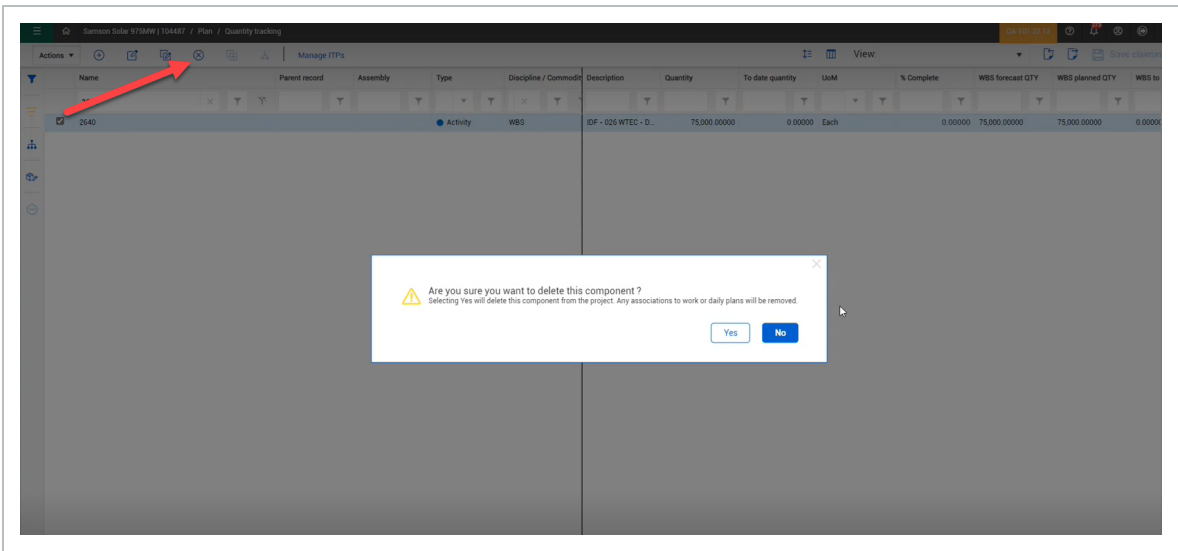 Samson Solar 975MW | 104487 / Plan / Quantity tracking
Actions Manage ITPs View:
Name Parent record Assembly Type Discipline / Commodit Description Quantity To date quantity UoM % Complete WBS forecast QTY WBS planned QTY WBS to
2640 Activity WBS IDF - 026 WTEC - D... 75,000.00000 0.00000 Each 0.00000 75,000.00000 75,000.00000 0.0000
Are you sure you want to delete this component ?
Selecting Yes will delete this component from the project. Any associations to work or daily plans will be removed.
Yes No